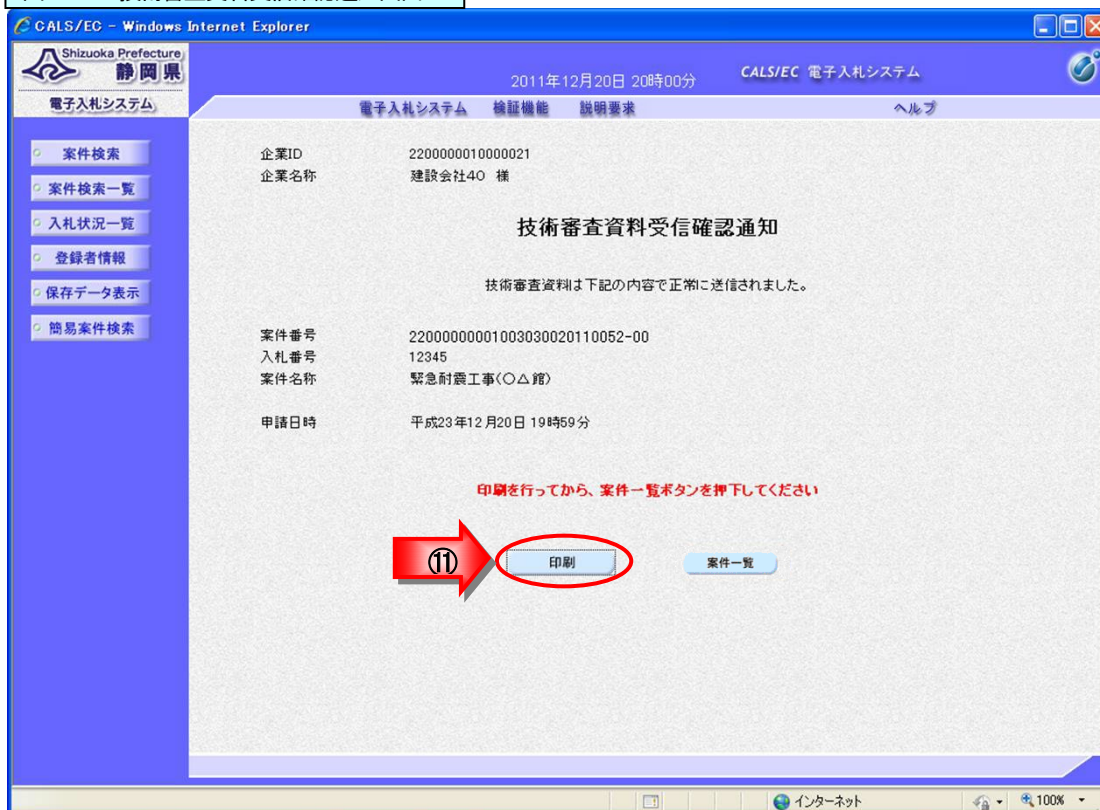 CALS/EC - Windows Internet Explorer
Shizuoka Prefecture
静岡県
電子入札システム
2011年12月20日 20時00分
CALS/EC 電子入札システム
電子入札システム 検証機能 説明要求 ヘルプ
案件検索
案件検索一覧
入札状況一覧
登録者情報
保存データ表示
簡易案件検索
企業ID 2200000010000021
企業名称 建設会社40 様
技術審査資料受信確認通知
技術審査資料は下記の内容で正常に送信されました。
案件番号 220000000001003030020110052-00
入札番号 12345
案件名称 緊急耐震工事(○△館)
申請日時 平成23年12月20日 19時59分
印刷を行ってから、案件一覧ボタンを押下してください
⑪
印刷
案件一覧
インターネット
100%